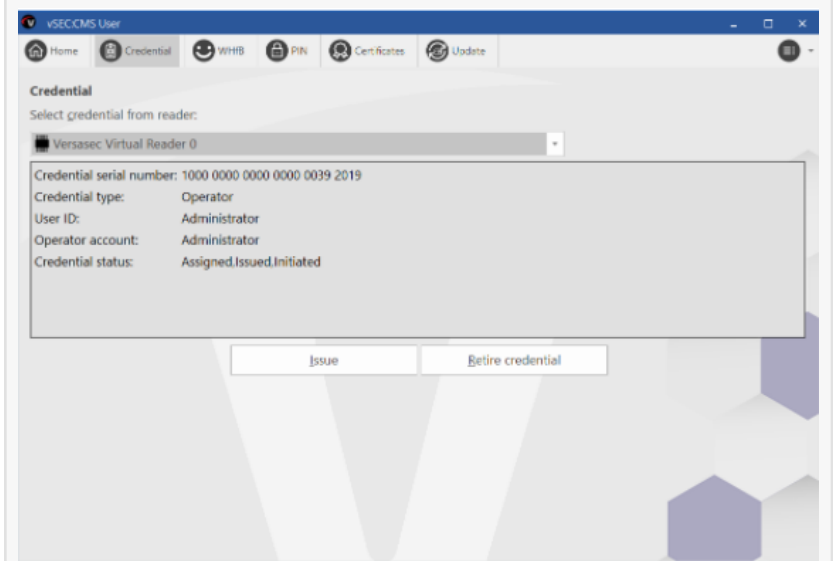 vSEC:CMS User
Home Credential WHfB PIN Certificates Update
Credential
Select credential from reader:
Versasec Virtual Reader 0
Credential serial number: 1000 0000 0000 0000 0039 2019
Credential type: Operator
User ID: Administrator
Operator account: Administrator
Credential status: Assigned,Issued,Initiated
Issue Retire credential